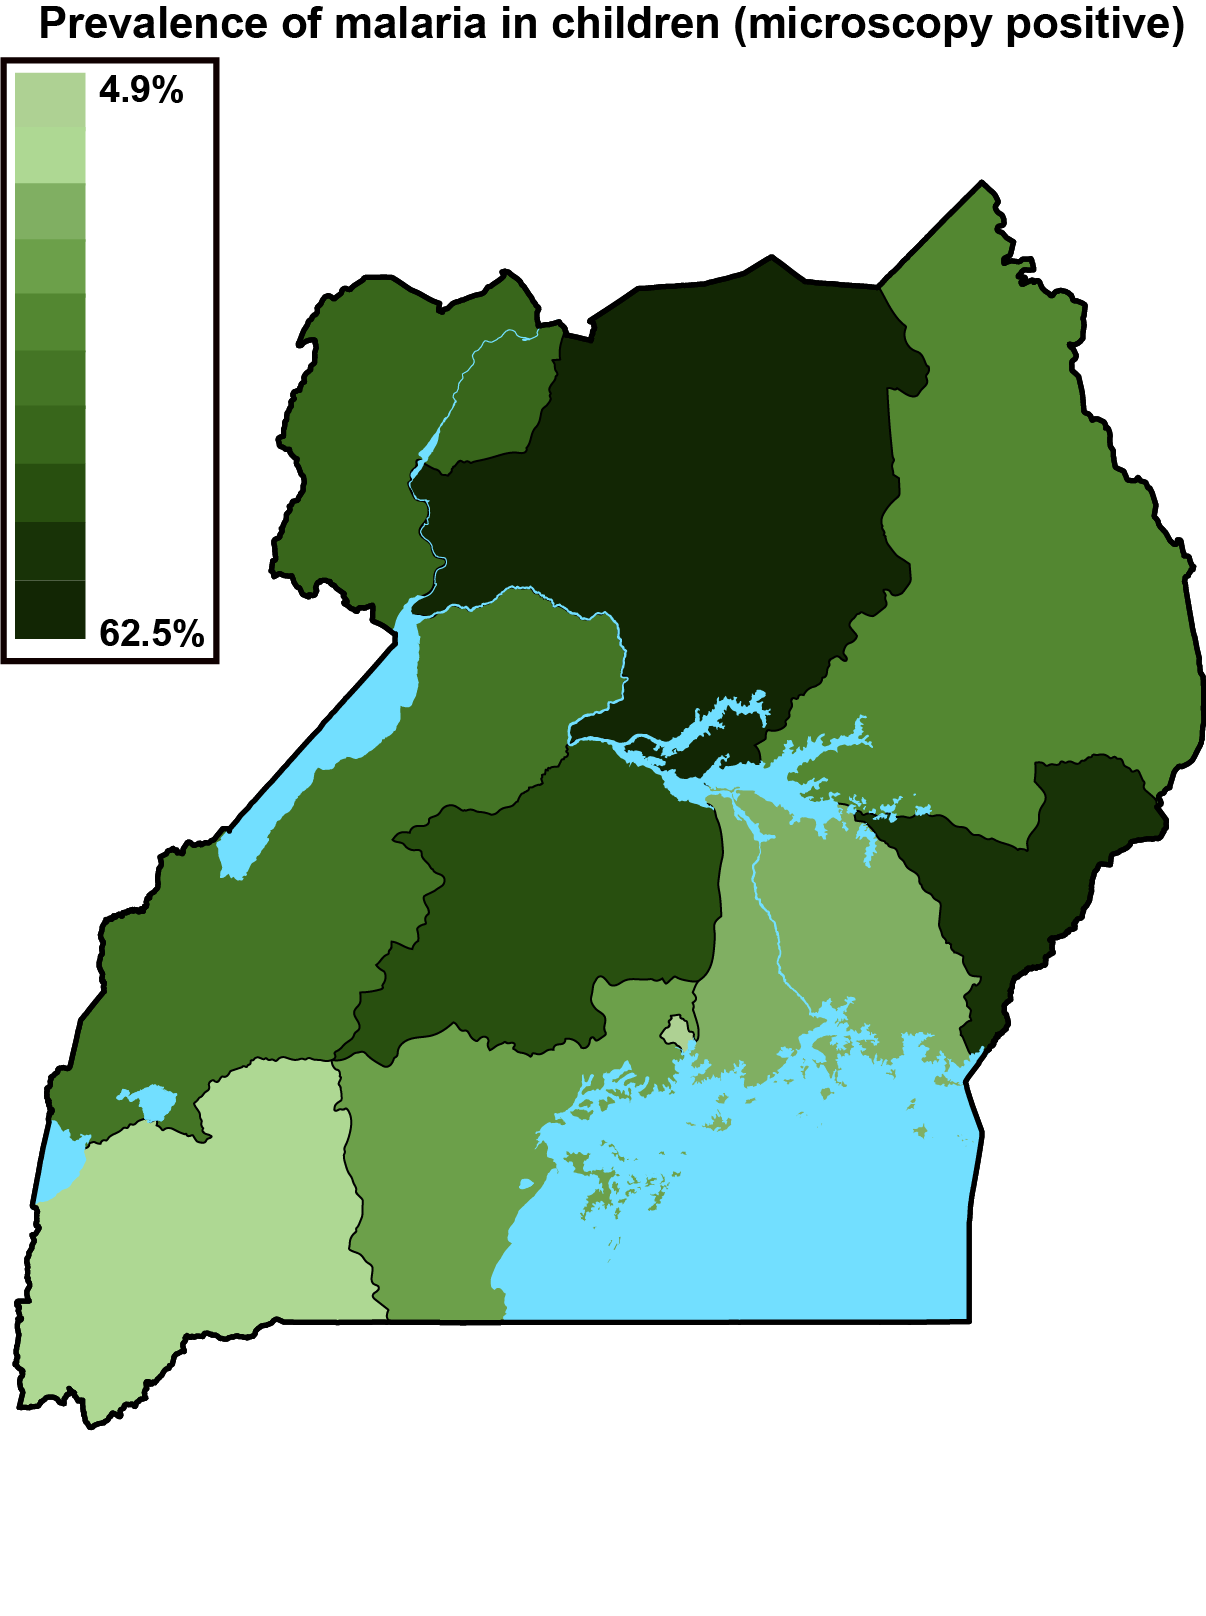 Prevalence of malaria in children (microscopy positive)
4.9%
62.5%